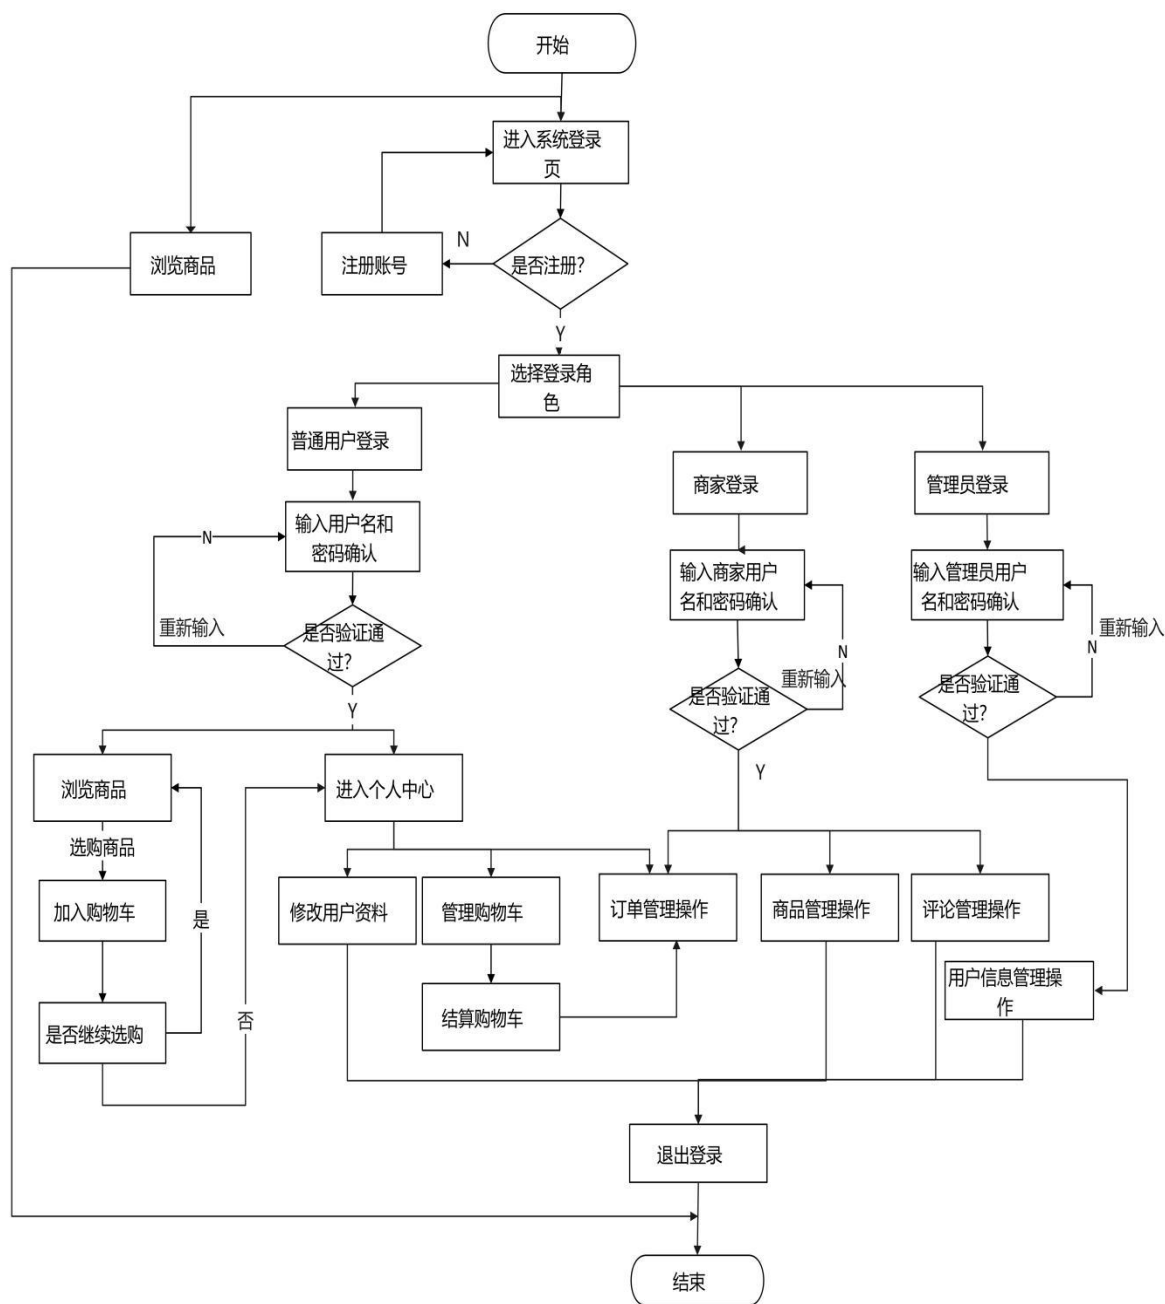 开始
进入系统登录
页
浏览商品
注册账号
N
是否注册?
Y
选择登录角
色
普通用户登录
商家登录
管理员登录
输入用户名和
密码确认
N
重新输入
是否验证通
过?
Y
输入商家用户
名和密码确认
N
重新输入
是否验证通
过?
Y
输入管理员用户
名和密码确认
重新输入
N
是否验证通
过?
浏览商品
进入个人中心
选购商品
加入购物车
是
是否继续选购
否
修改用户资料
管理购物车
订单管理操作
商品管理操作
评论管理操作
结算购物车
用户信息管理操
作
退出登录
结束